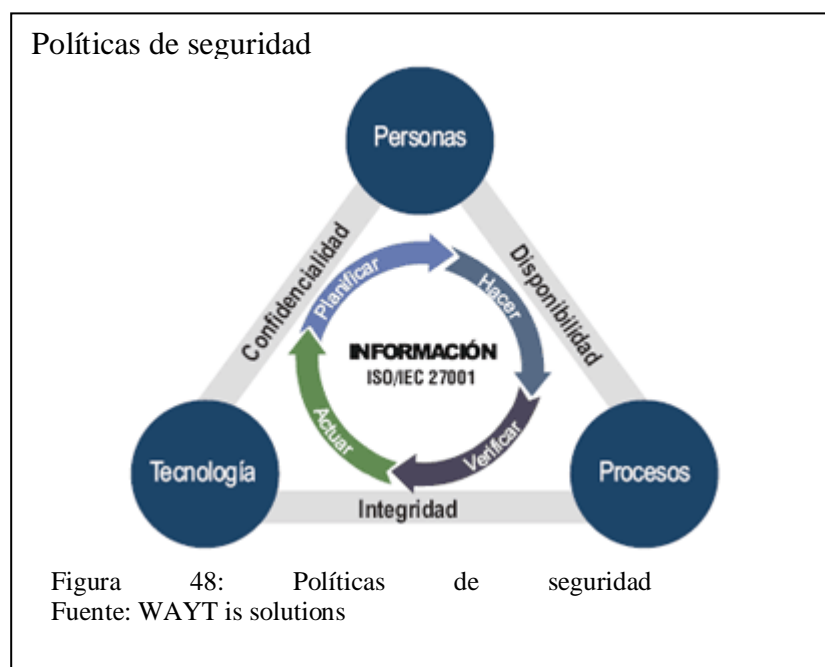 Políticas de seguridad
Personas
Confidencialidad
Disponibilidad
Planificar
Hacer
INFORMACIÓN
ISO/IEC 27001
Actuar
Verificar
Tecnología
Procesos
Integridad
Figura 48: Políticas de seguridad
Fuente: WAYT is solutions